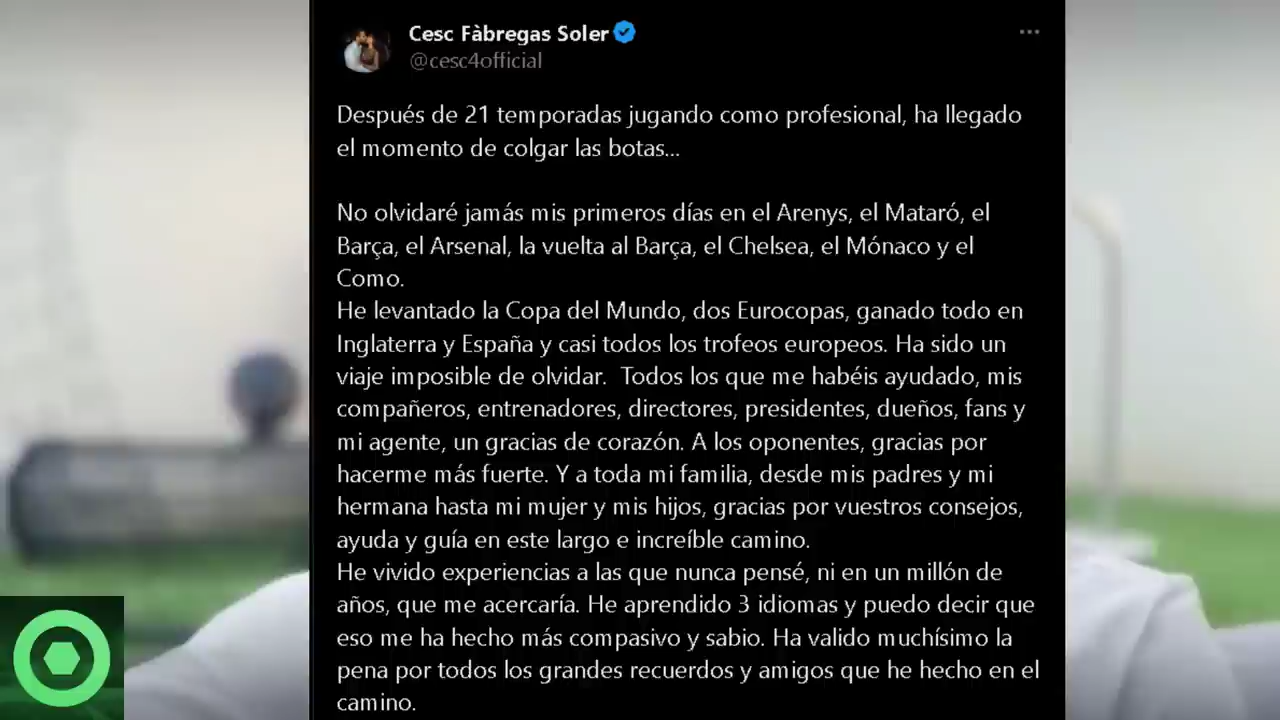 Cesc Fàbregas Soler
@cesc4official
Después de 21 temporadas jugando como profesional, ha llegado
el momento de colgar las botas...
No olvidaré jamás mis primeros días en el Arenys, el Mataró, el
Barça, el Arsenal, la vuelta al Barça, el Chelsea, el Mónaco y el
Como.
He levantado la Copa del Mundo, dos Eurocopas, ganado todo en
Inglaterra y España y casi todos los trofeos europeos. Ha sido un
viaje imposible de olvidar. Todos los que me habéis ayudado, mis
compañeros, entrenadores, directores, presidentes, dueños, fans y
mi agente, un gracias de corazón. A los oponentes, gracias por
hacerme más fuerte. Y a toda mi familia, desde mis padres y mi
hermana hasta mi mujer y mis hijos, gracias por vuestros consejos,
ayuda y guía en este largo e increíble camino.
He vivido experiencias a las que nunca pensé, ni en un millón de
años, que me acercaría. He aprendido 3 idiomas y puedo decir que
eso me ha hecho más compasivo y sabio. Ha valido muchísimo la
pena por todos los grandes recuerdos y amigos que he hecho en el
camino.